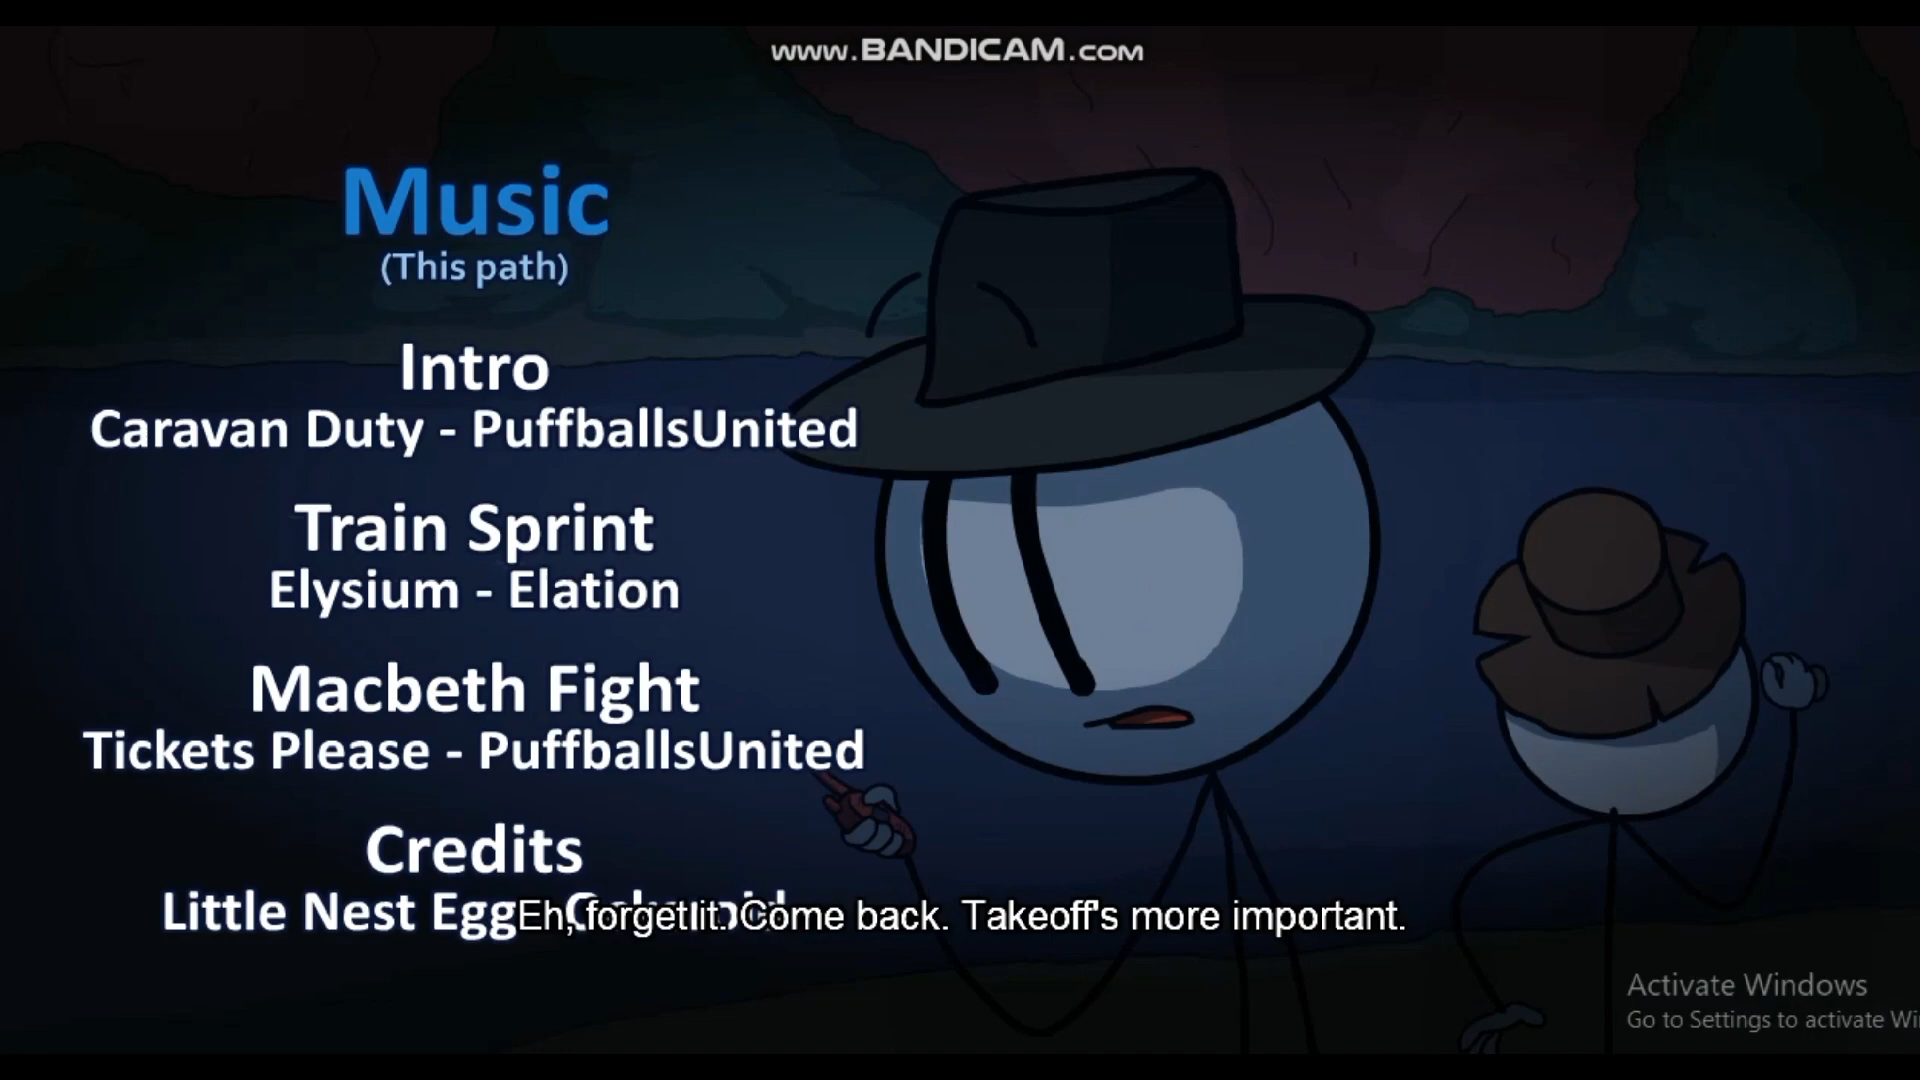 www.BANDICAM.com
Music
(This path)
Intro
Caravan Duty - PuffballsUnited
Train Sprint
Elysium - Elation
Macbeth Fight
Tickets Please - PuffballsUnited
Credits
Little Nest Egg
Eh, forget it. Come back. Takeoff's more important.
Activate Windows
Go to Settings to activate